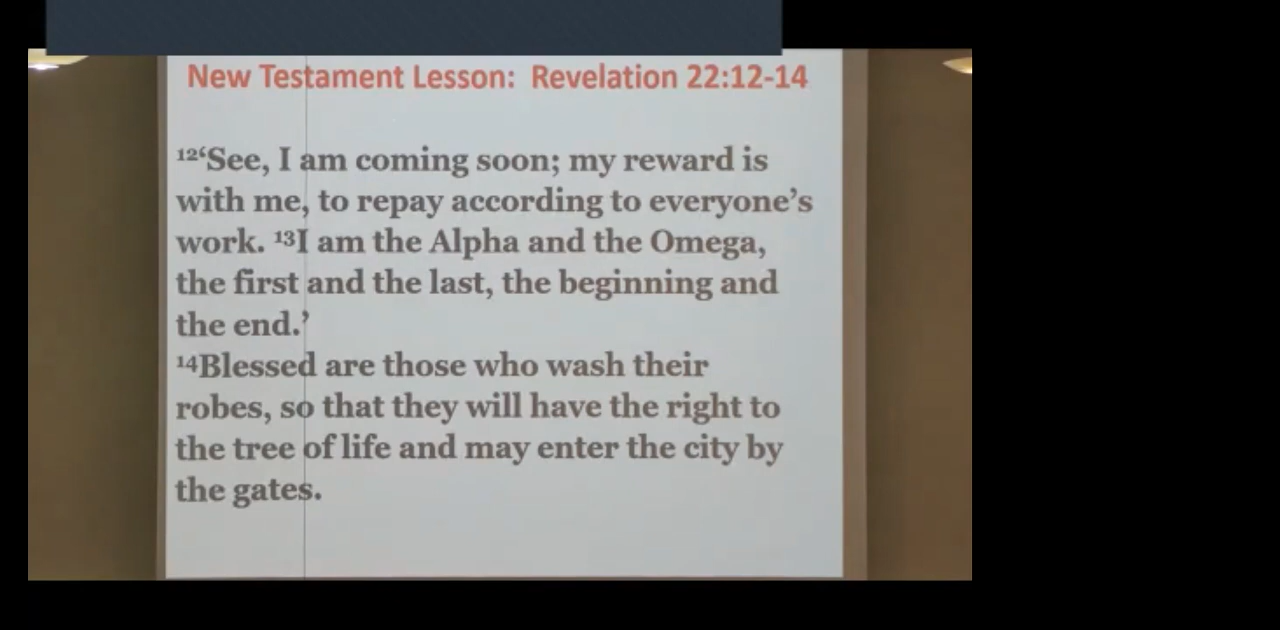 New Testament Lesson:  Revelation 22:12-14
¹²‘See, I am coming soon; my reward is
with me, to repay according to everyone’s
work. ¹³I am the Alpha and the Omega,
the first and the last, the beginning and
the end.’
¹⁴Blessed are those who wash their
robes, so that they will have the right to
the tree of life and may enter the city by
the gates.